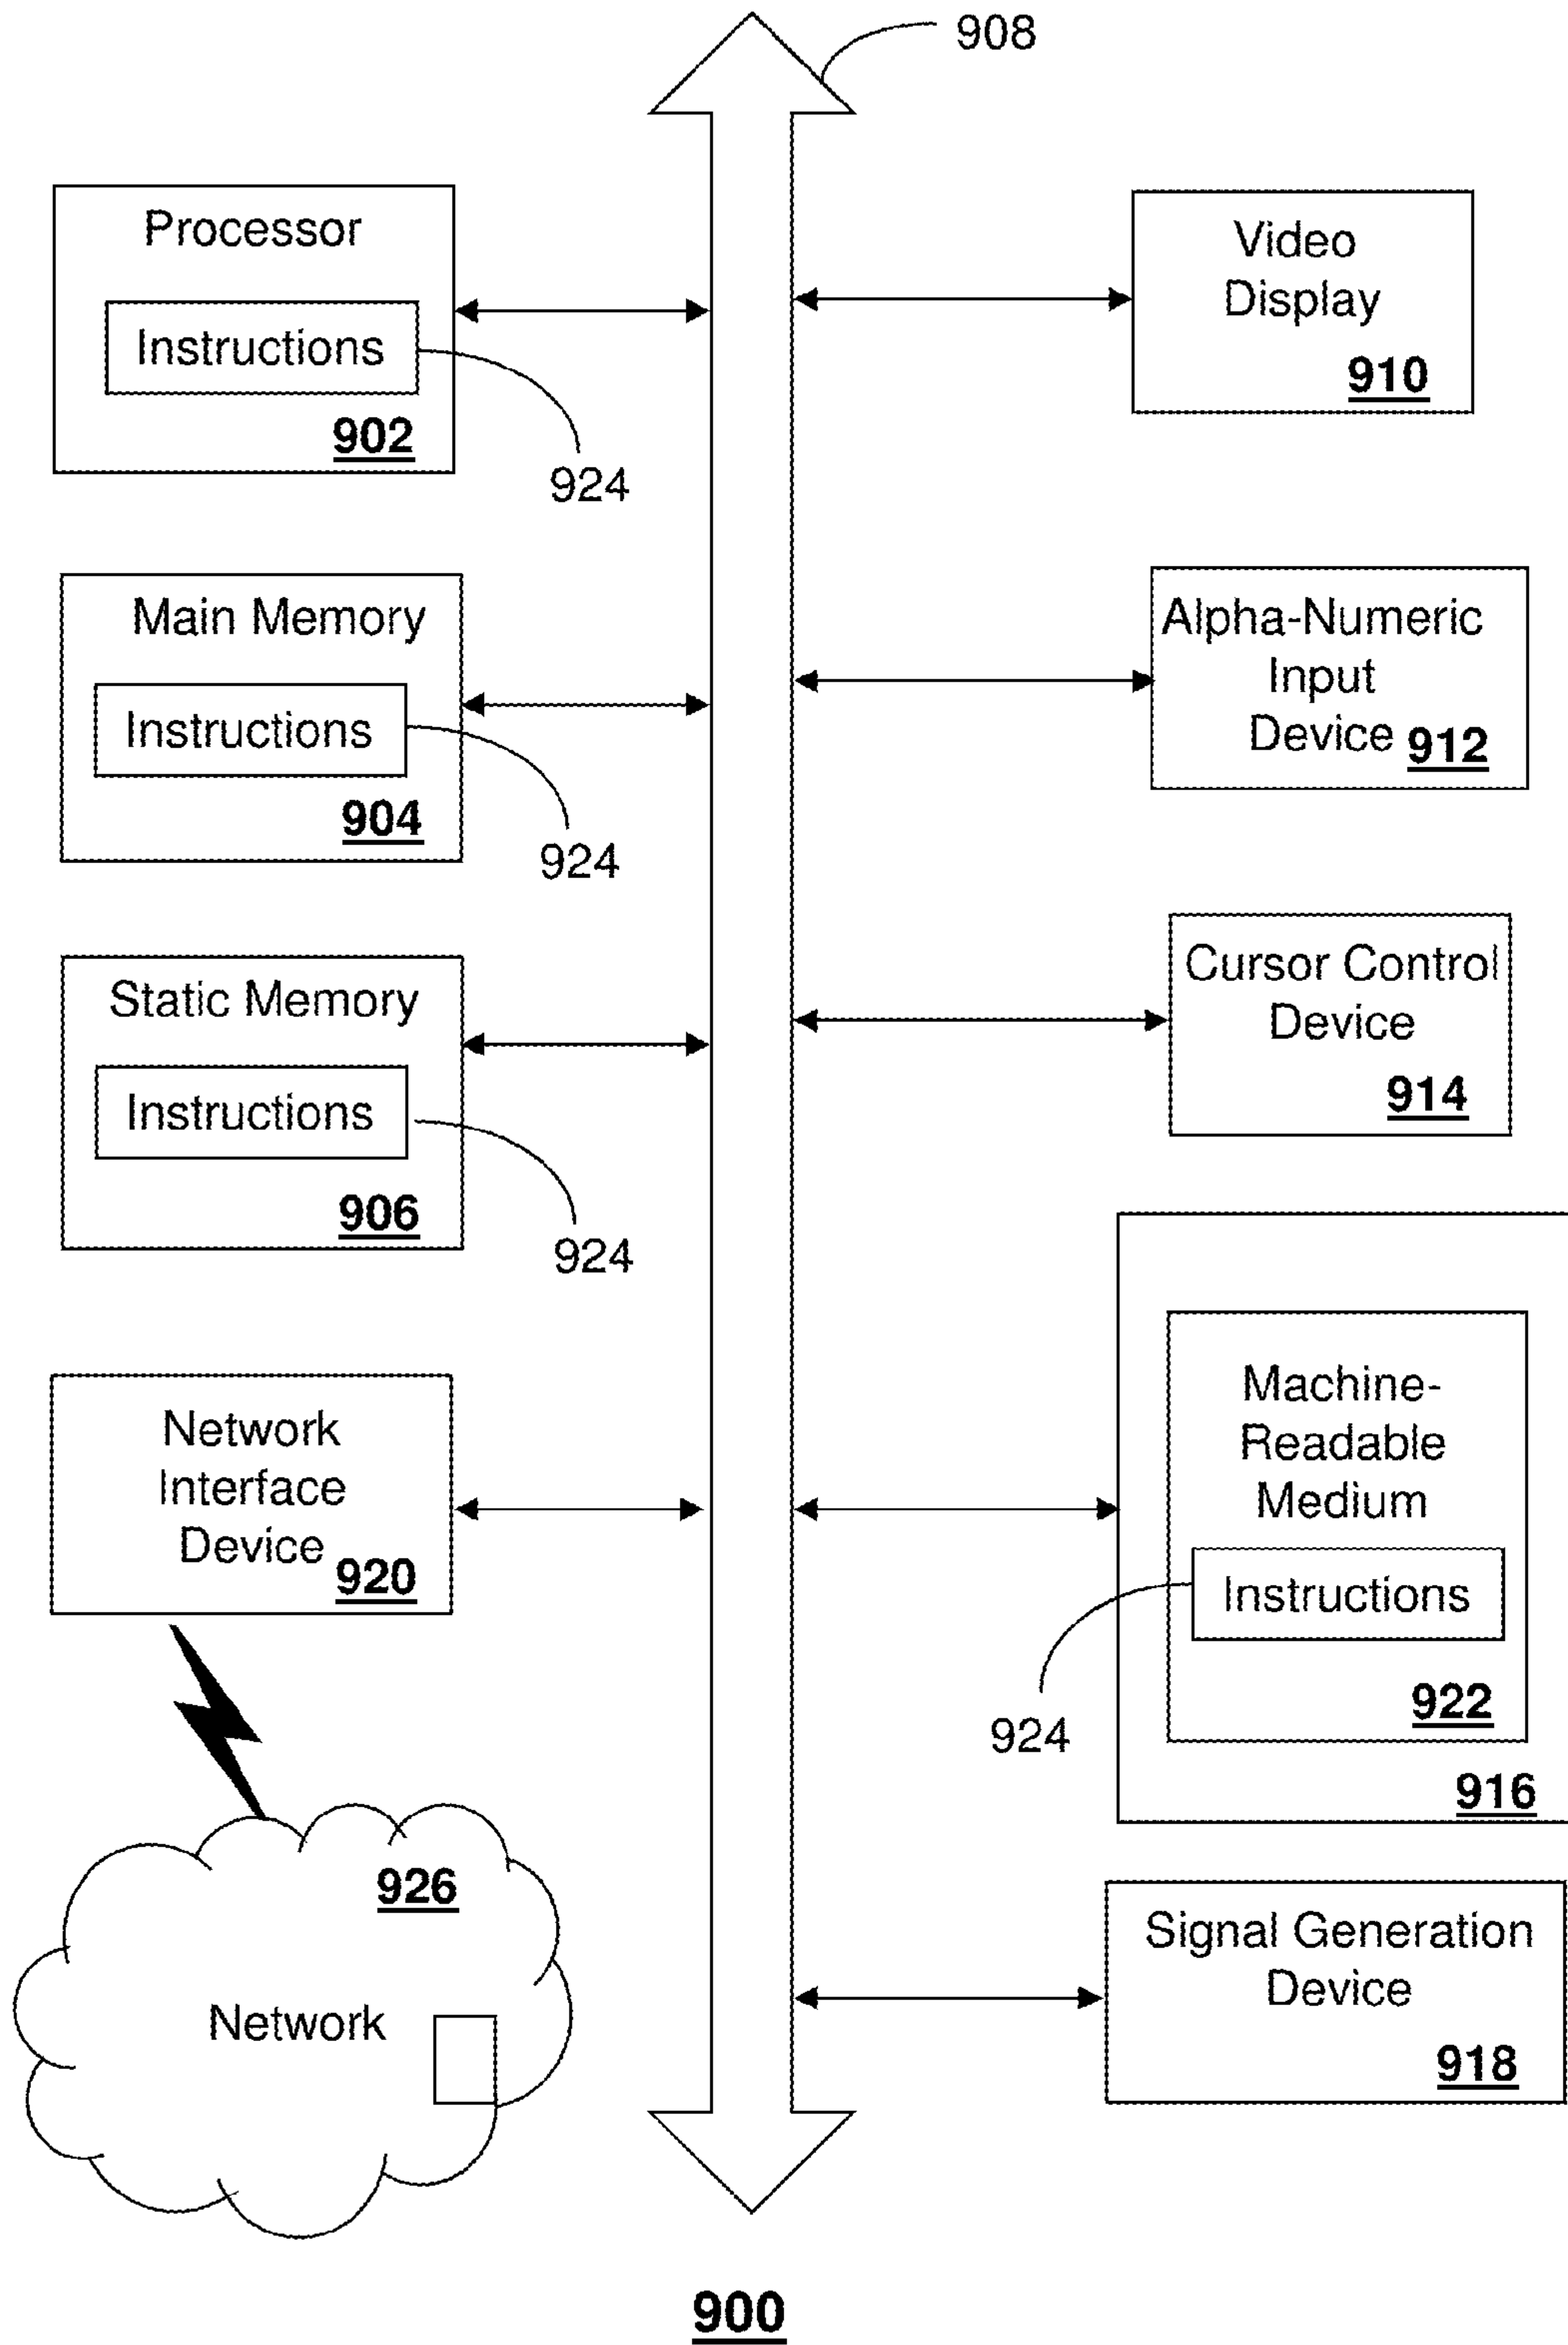 908
Processor
Instructions
902
924
Main Memory
Instructions
904
924
Static Memory
Instructions
906
924
Network
Interface
Device
920
926
Network
Video
Display
910
Alpha-Numeric
Input
Device
912
Cursor Control
Device
914
Machine-
Readable
Medium
Instructions
922
924
916
Signal Generation
Device
918
900